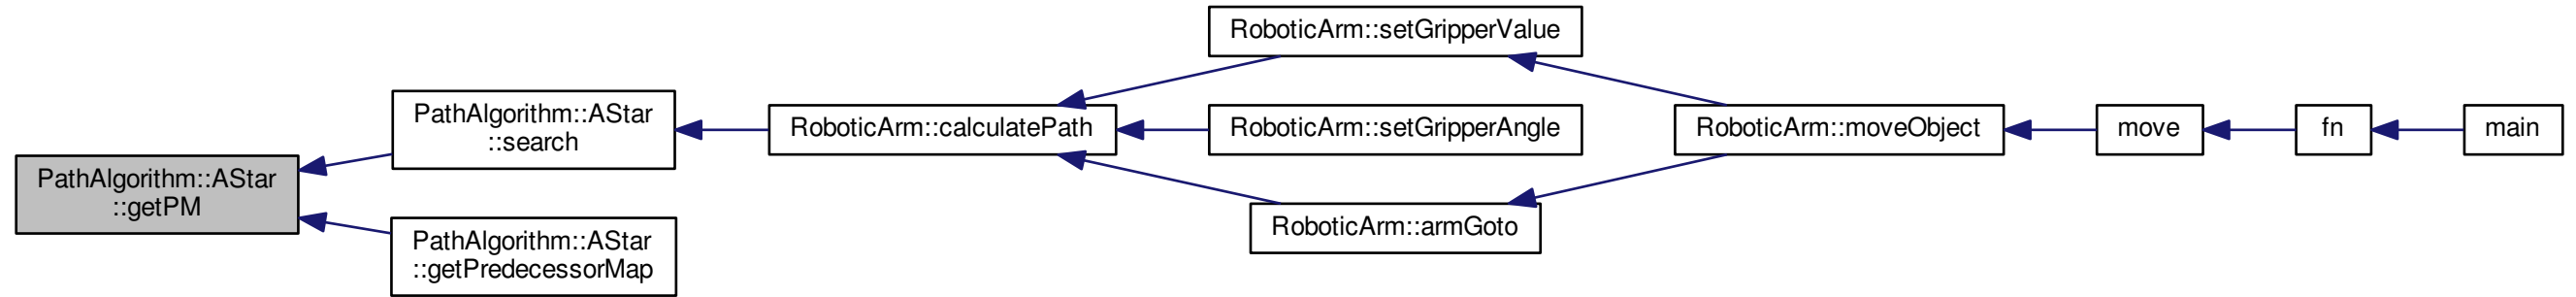 PathAlgorithm::AStar
::getPM
PathAlgorithm::AStar
::search
PathAlgorithm::AStar
::getPredecessorMap
RoboticArm::calculatePath
RoboticArm::setGripperValue
RoboticArm::setGripperAngle
RoboticArm::armGoto
RoboticArm::moveObject
move
fn
main